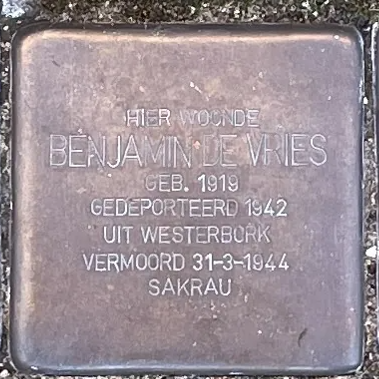 HIER WOONDE
BENJAMIN DE VRIES
GEB. 1919
GEDEPORTEERD 1942
UIT WESTERBORK
VERMOORD 31-3-1944
SAKRAU